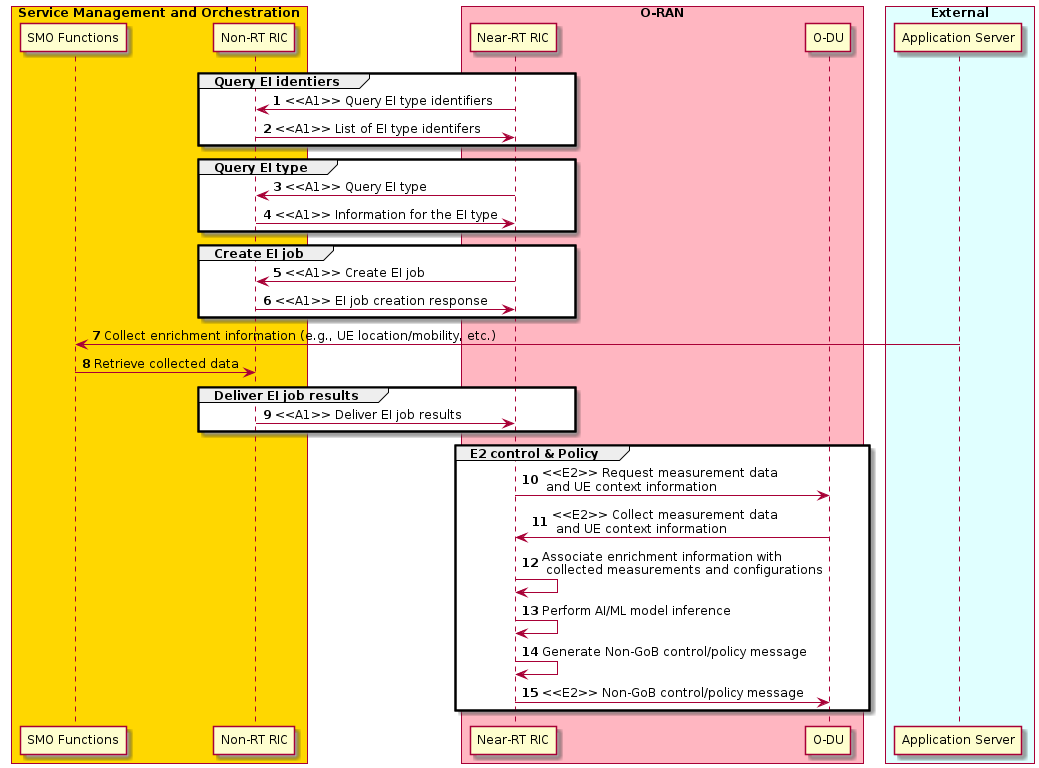 Service Management and Orchestration
O-RAN
External
SMO Functions
Non-RT RIC
Near-RT RIC
O-DU
Application Server
Query EI identiers
1 <<A1>> Query EI type identifiers
2 <<A1>> List of EI type identifers
Query EI type
3 <<A1>> Query EI type
4 <<A1>> Information for the EI type
Create EI job
5 <<A1>> Create EI job
6 <<A1>> EI job creation response
7 Collect enrichment information (e.g., UE location/mobility, etc.)
8 Retrieve collected data
Deliver EI job results
9 <<A1>> Deliver EI job results
E2 control & Policy
10 <<E2>> Request measurement data
and UE context information
11 <<E2>> Collect measurement data
and UE context information
12 Associate enrichment information with
collected measurements and configurations
13 Perform AI/ML model inference
14 Generate Non-GoB control/policy message
15 <<E2>> Non-GoB control/policy message
SMO Functions
Non-RT RIC
Near-RT RIC
O-DU
Application Server